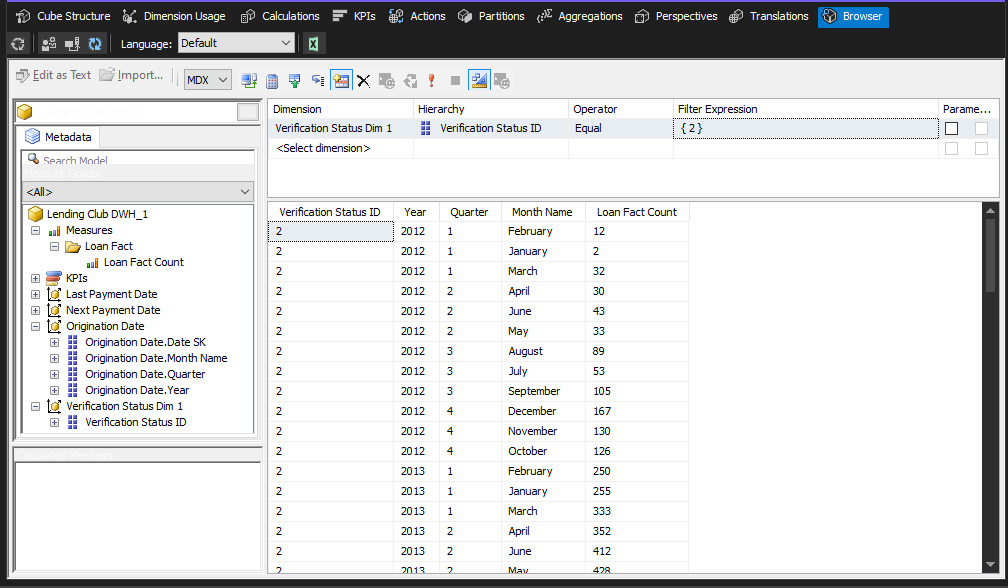 Cube Structure Dimension Usage Calculations KPIs Actions Partitions Aggregations Perspectives Translations Browser
Language: Default
Edit as Text Import... MDX
Metadata
Search Model
Measure Group:
<All>
Lending Club DWH_1
Measures
Loan Fact
Loan Fact Count
KPIs
Last Payment Date
Next Payment Date
Origination Date
Origination Date.Date SK
Origination Date.Month Name
Origination Date.Quarter
Origination Date.Year
Verification Status Dim 1
Verification Status ID
Calculated Members
Dimension Hierarchy Operator Filter Expression Parame...
Verification Status Dim 1 Verification Status ID Equal { 2 }
<Select dimension>
Verification Status ID Year Quarter Month Name Loan Fact Count
2 2012 1 February 12
2 2012 1 January 2
2 2012 1 March 32
2 2012 2 April 30
2 2012 2 June 43
2 2012 2 May 33
2 2012 3 August 89
2 2012 3 July 53
2 2012 3 September 105
2 2012 4 December 167
2 2012 4 November 130
2 2012 4 October 126
2 2013 1 February 250
2 2013 1 January 255
2 2013 1 March 333
2 2013 2 April 352
2 2013 2 June 412
2 2013 2 May 428